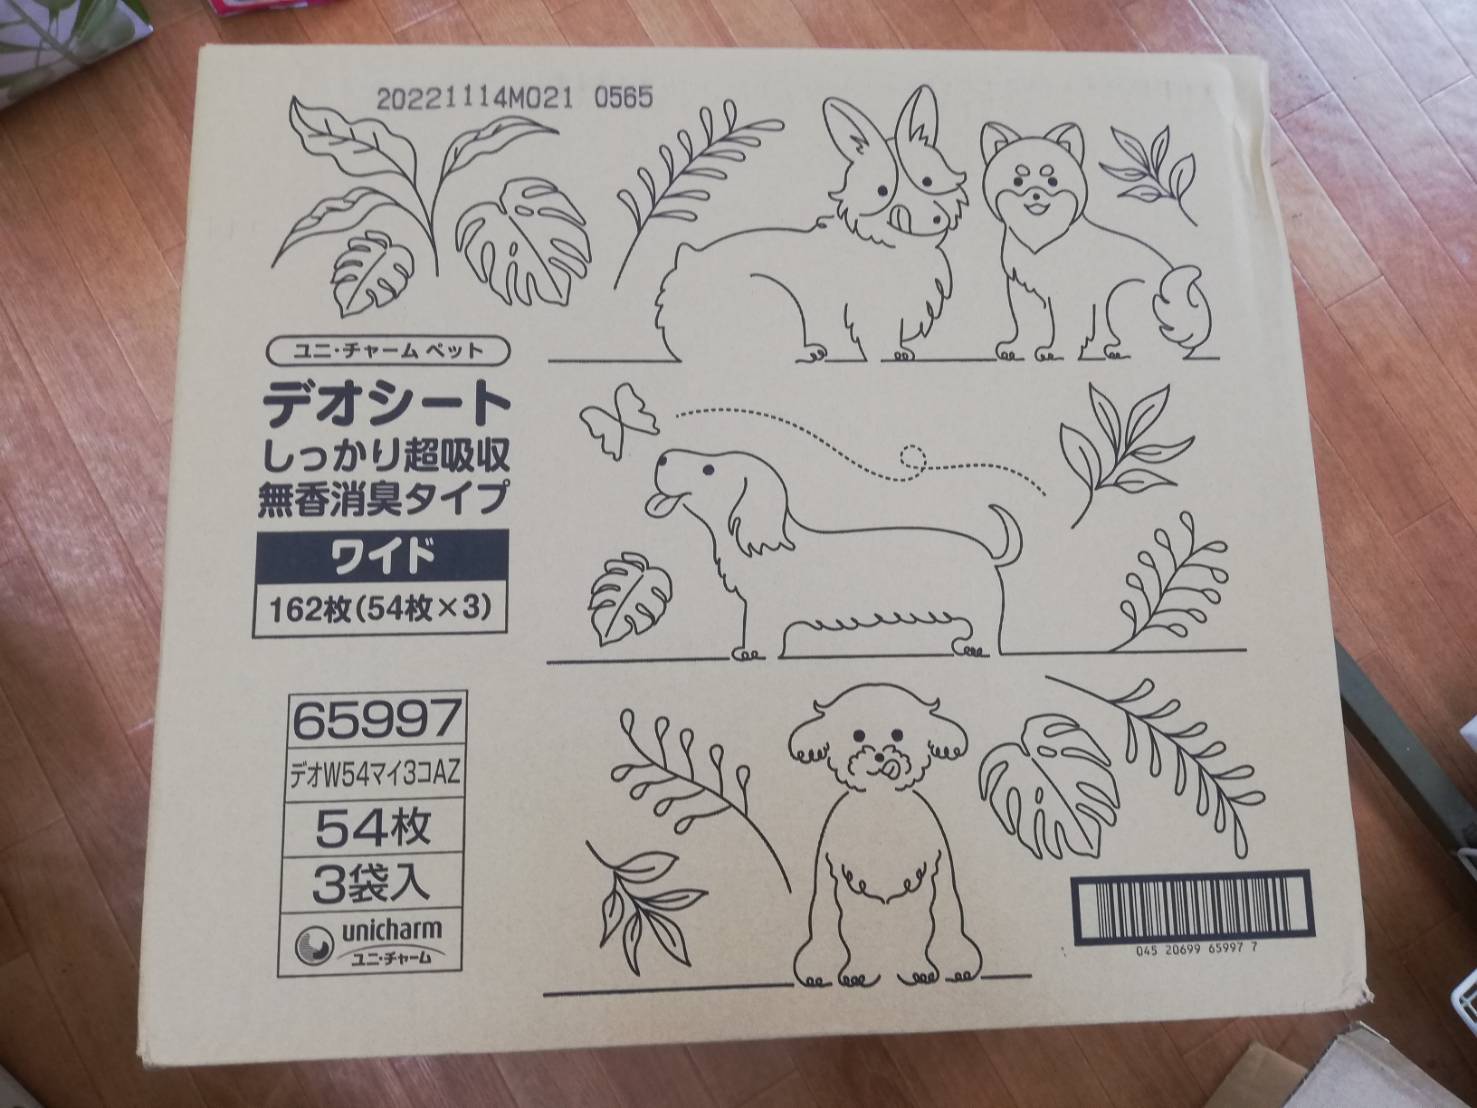 20221114M021 0565
ユニ・チャーム ペット
デオシート
しっかり超吸収
無香消臭タイプ
ワイド
162枚(54枚×3)
65997
デオW54マイ3コAZ
54枚
3袋入
unicharm
ユニ・チャーム
045 20699 65997 7